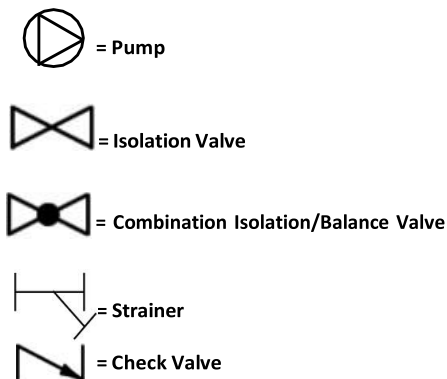 = Pump
= Isolation Valve
= Combination Isolation/Balance Valve
= Strainer
= Check Valve